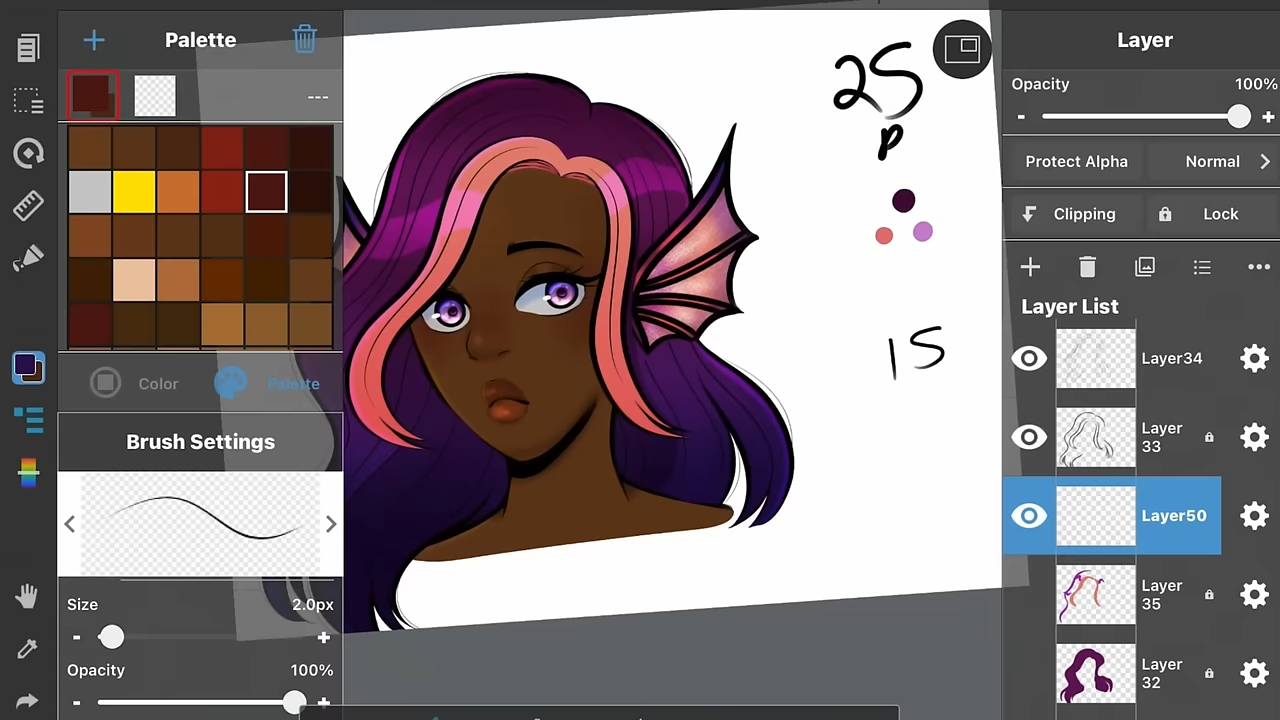 Palette
---
Color
Palette
Brush Settings
Size
2.0px
-
+
Opacity
100%
-
+
25
P
15
Layer
Opacity
100%
-
+
Protect Alpha
Normal
Clipping
Lock
Layer List
Layer34
Layer
33
Layer50
Layer
35
Layer
32